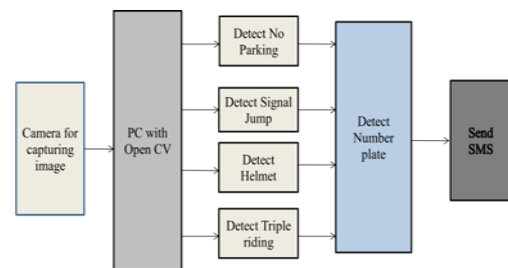 Camera for
capturing
image
PC with
Open CV
Detect No
Parking
Detect Signal
Jump
Detect
Helmet
Detect Triple
riding
Detect
Number
plate
Send
SMS